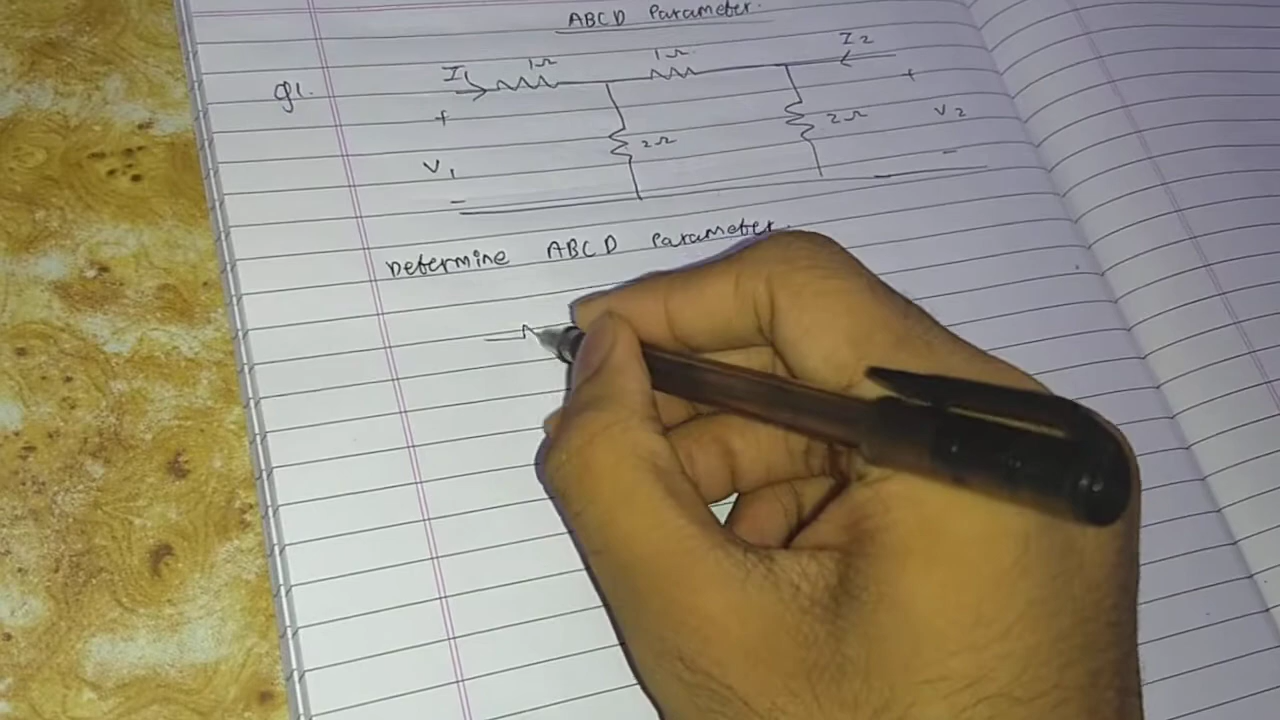 ABCD Parameter.
Q1.
I1 1Ω 1Ω I2
+ +
V1 2Ω 2Ω V2
- -
Determine ABCD Parameter.